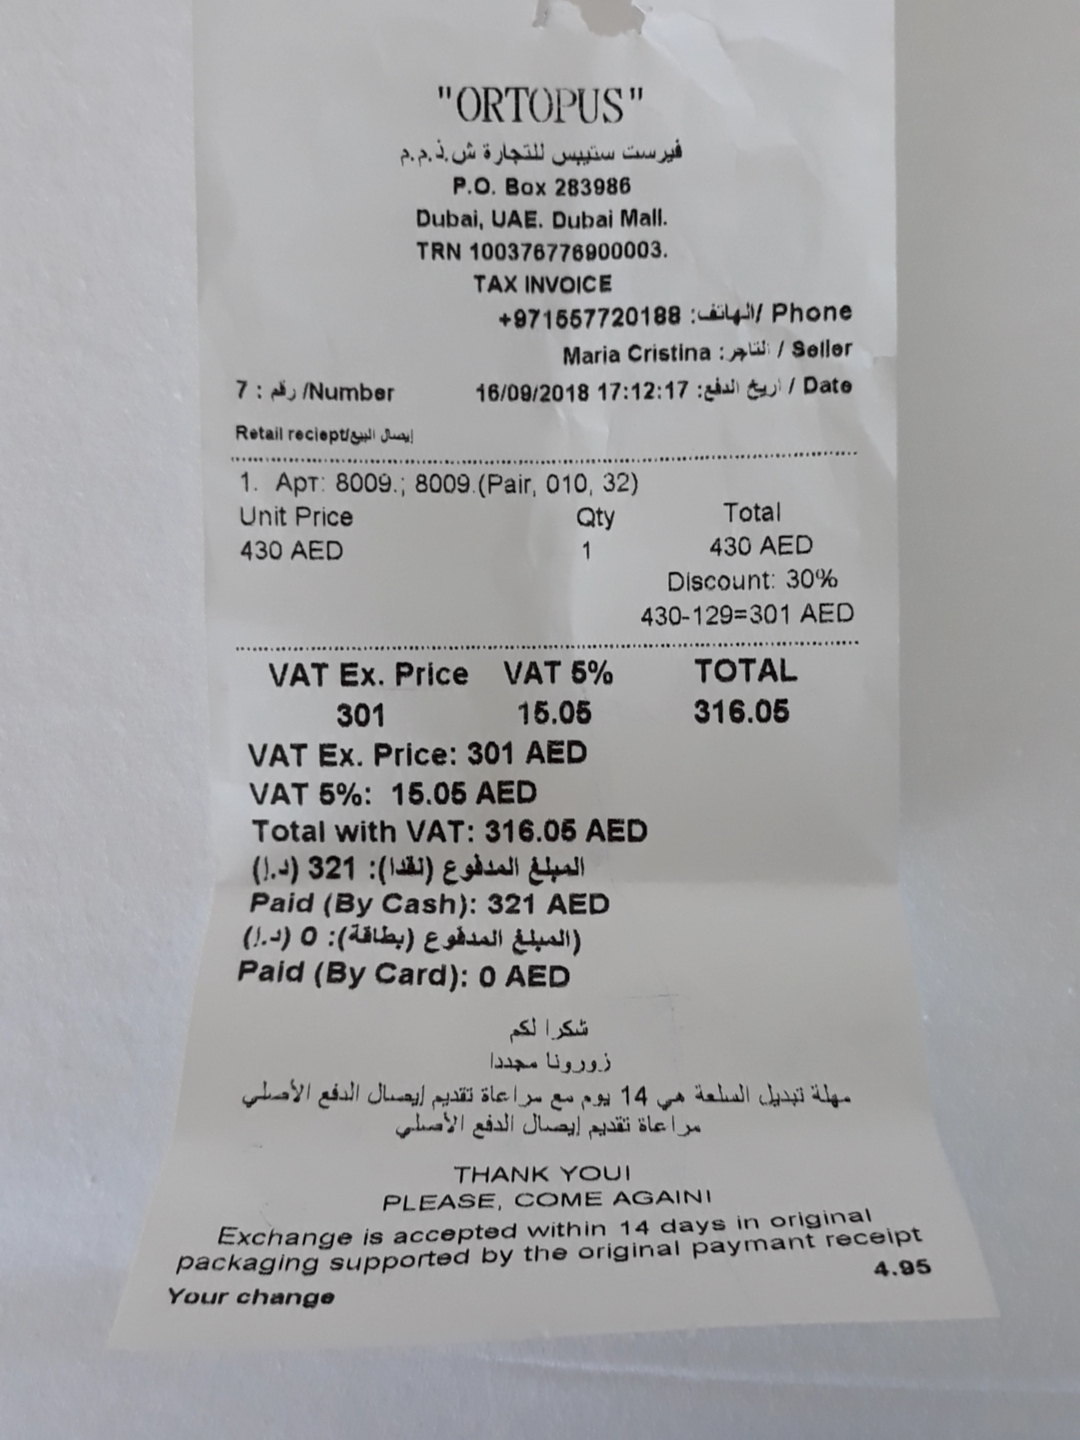 "ORTOPUS"
فيرست ستيبس للتجارة ش.ذ.م.م
P.O. Box 283986
Dubai, UAE. Dubai Mall.
TRN 100376776900003.
TAX INVOICE
+971557720188 :الهاتف/ Phone
Maria Cristina : التاجر / Seller
7 : رقم /Number 16/09/2018 17:12:17 :اريخ الدفع / Date
Retail reciept/إيصال البيع
1. Арт: 8009.; 8009.(Pair, 010, 32)
Unit Price Qty Total
430 AED 1 430 AED
Discount: 30%
430-129=301 AED
VAT Ex. Price VAT 5% TOTAL
301 15.05 316.05
VAT Ex. Price: 301 AED
VAT 5%: 15.05 AED
Total with VAT: 316.05 AED
المبلغ المدفوع (نقدا): 321 (د.إ)
Paid (By Cash): 321 AED
(المبلغ المدفوع (بطاقة): 0 (د.إ)
Paid (By Card): 0 AED
شكرا لكم
زورونا مجددا
مهلة تبديل السلعة هي 14 يوم مع مراعاة تقديم إيصال الدفع الأصلي
مراعاة تقديم إيصال الدفع الأصلي
THANK YOU!
PLEASE, COME AGAIN!
Exchange is accepted within 14 days in original
packaging supported by the original paymant receipt
4.95
Your change